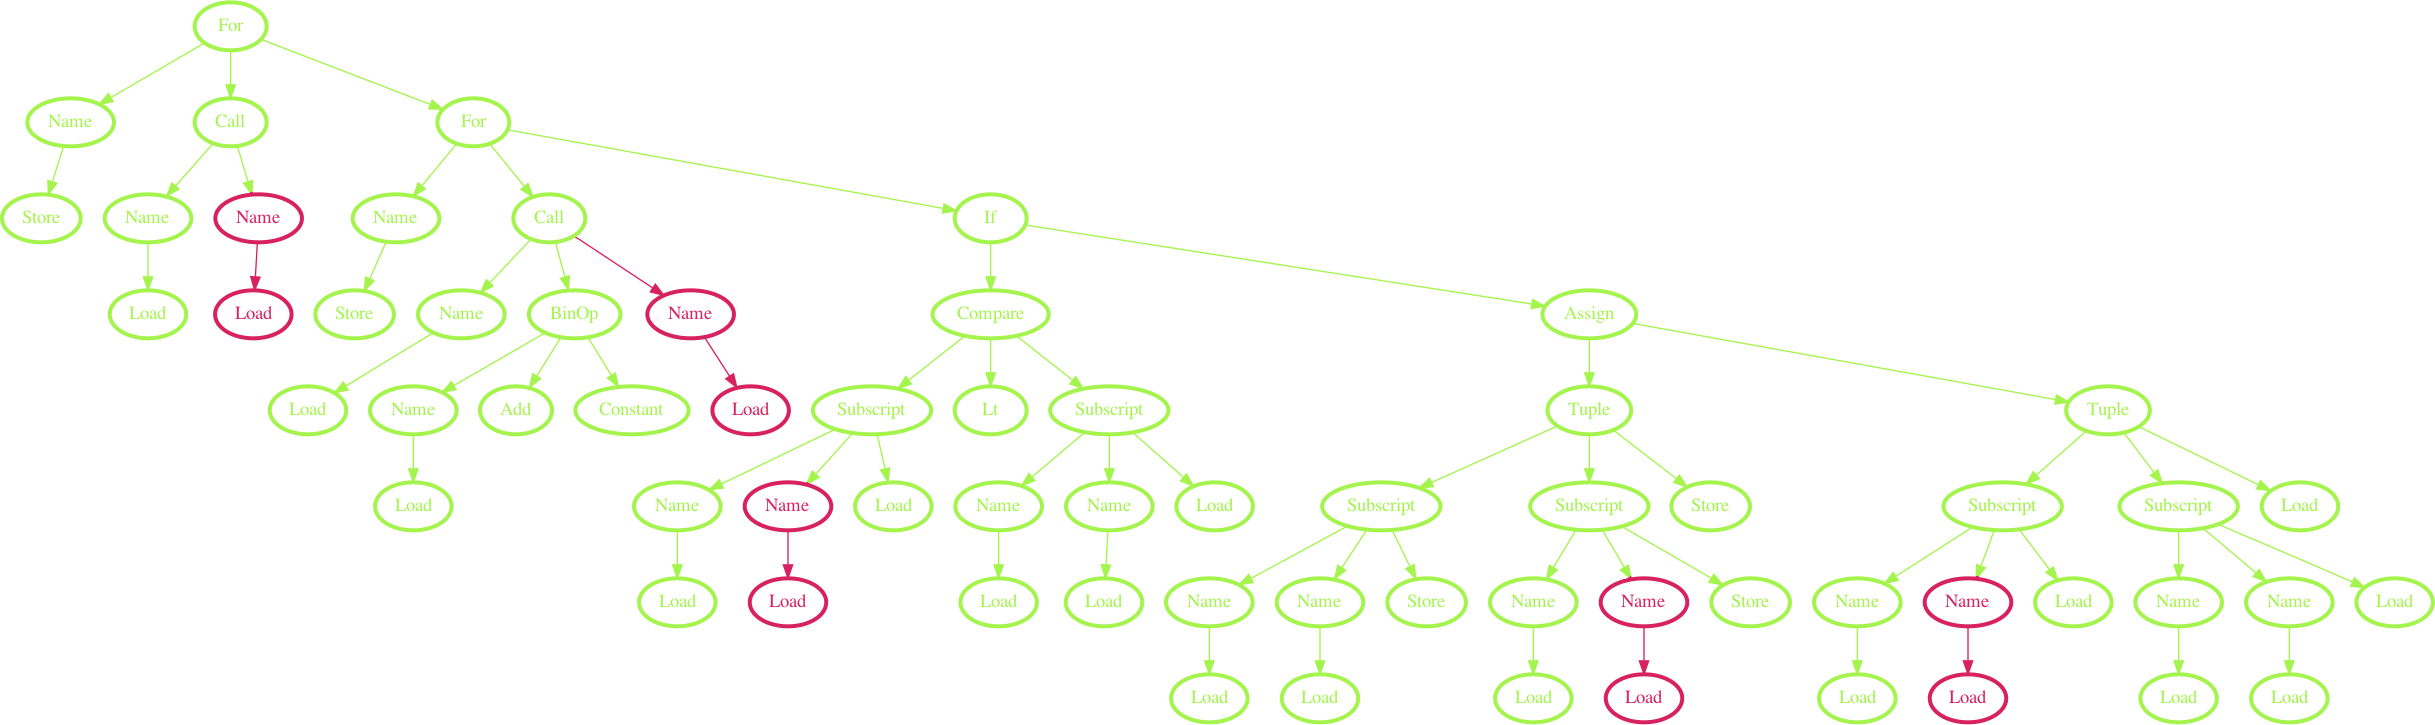 For
Name Call For
Store Name Name Name Call If
Load Load Store Name BinOp Name Compare Assign
Load Name Add Constant Load Subscript Lt Subscript Tuple Tuple
Load Name Name Load Name Name Load Subscript Subscript Store Subscript Subscript Load
Load Load Load Load Name Name Store Name Name Store Name Name Load Name Name Load
Load Load Load Load Load Load Load Load